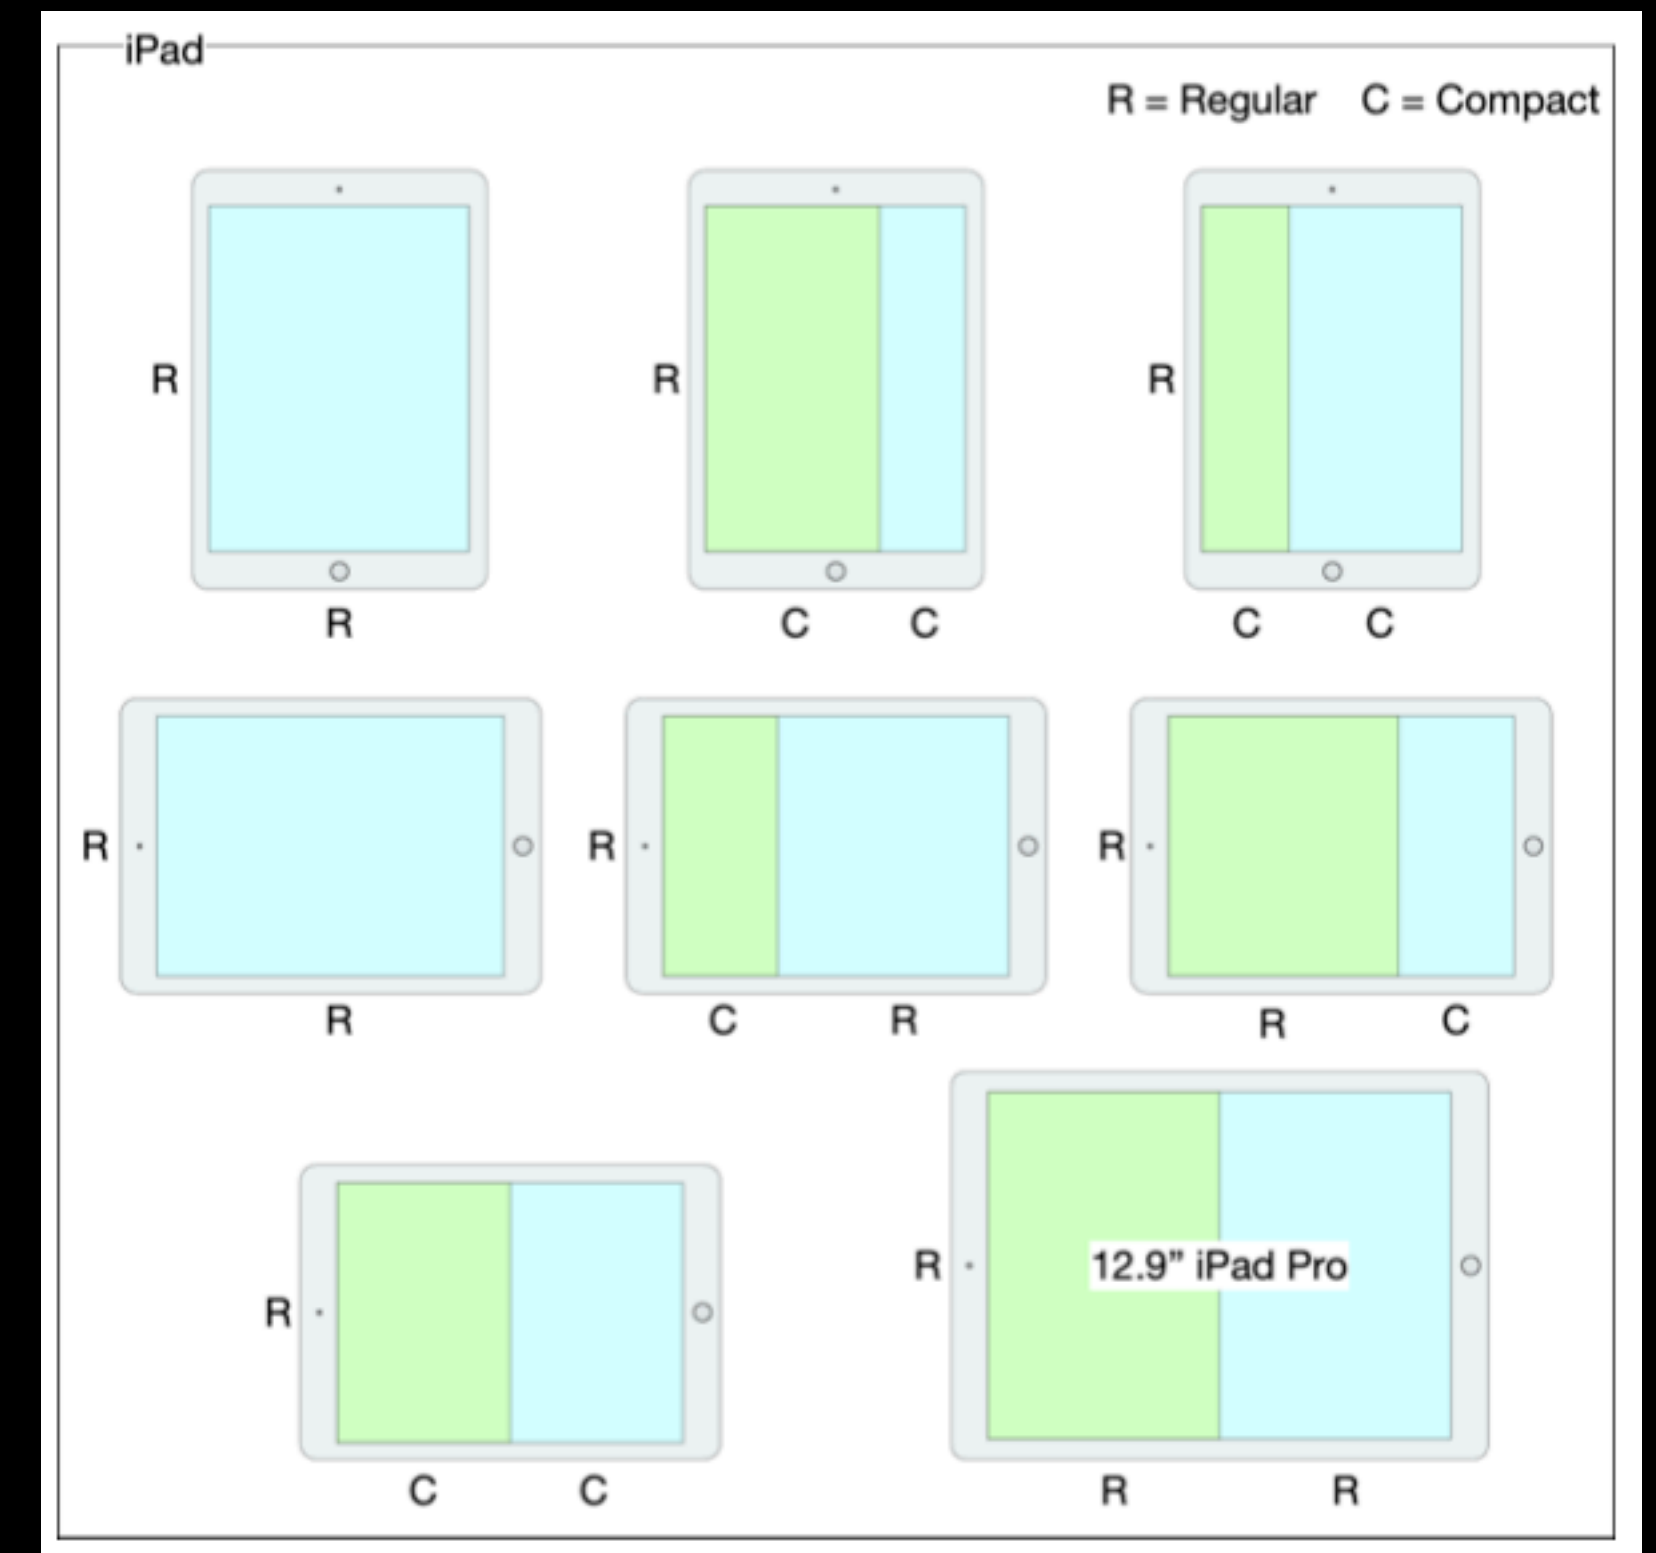 iPad
R = Regular C = Compact
R R R
R C C C C
R R R
R C R R C
12.9” iPad Pro
R R
C C R R